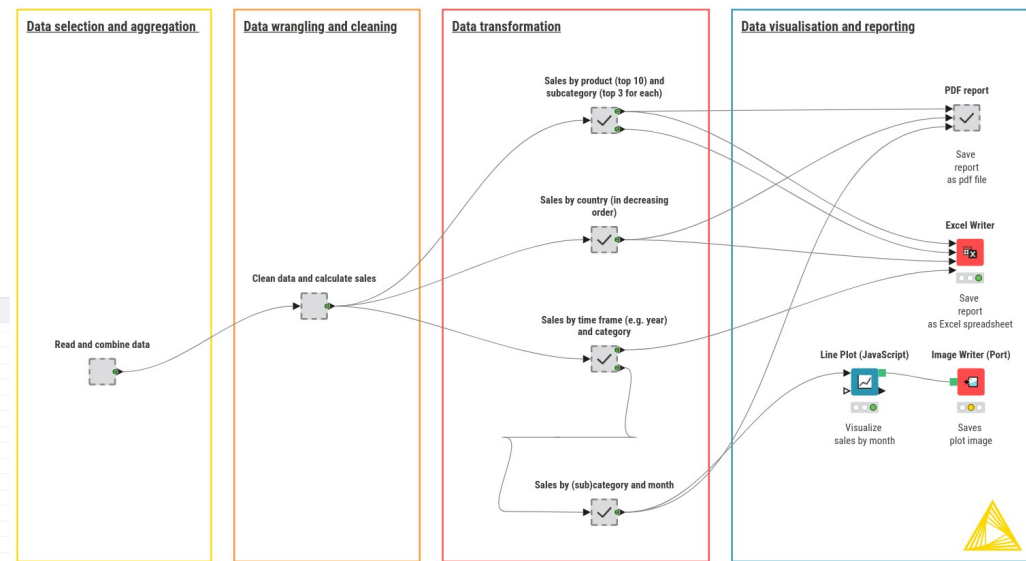 Data selection and aggregation
Data wrangling and cleaning
Data transformation
Data visualisation and reporting
Sales by product (top 10) and
subcategory (top 3 for each)
PDF report
Save
report
as pdf file
Sales by country (in decreasing
order)
Excel Writer
Save
report
as Excel spreadsheet
Clean data and calculate sales
Read and combine data
Sales by time frame (e.g. year)
and category
Line Plot (JavaScript)
Visualize
sales by month
Image Writer (Port)
Saves
plot image
Sales by (sub)category and month